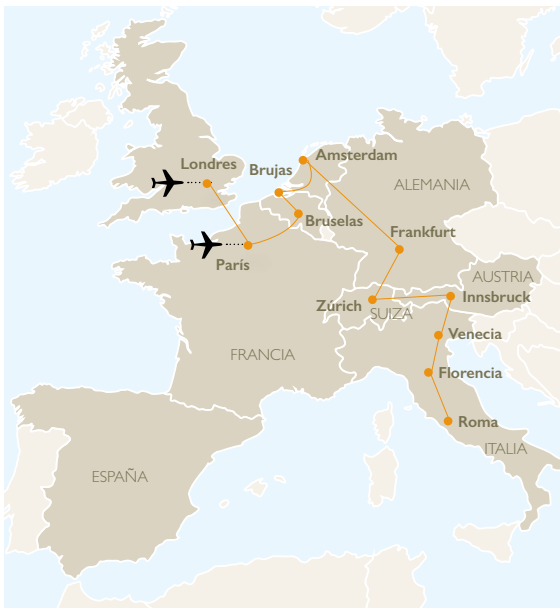 Londres
Amsterdam
Brujas
ALEMANIA
Bruselas
Frankfurt
París
AUSTRIA
Innsbruck
Zúrich
SUIZA
Venecia
FRANCIA
Florencia
Roma
ITALIA
ESPAÑA